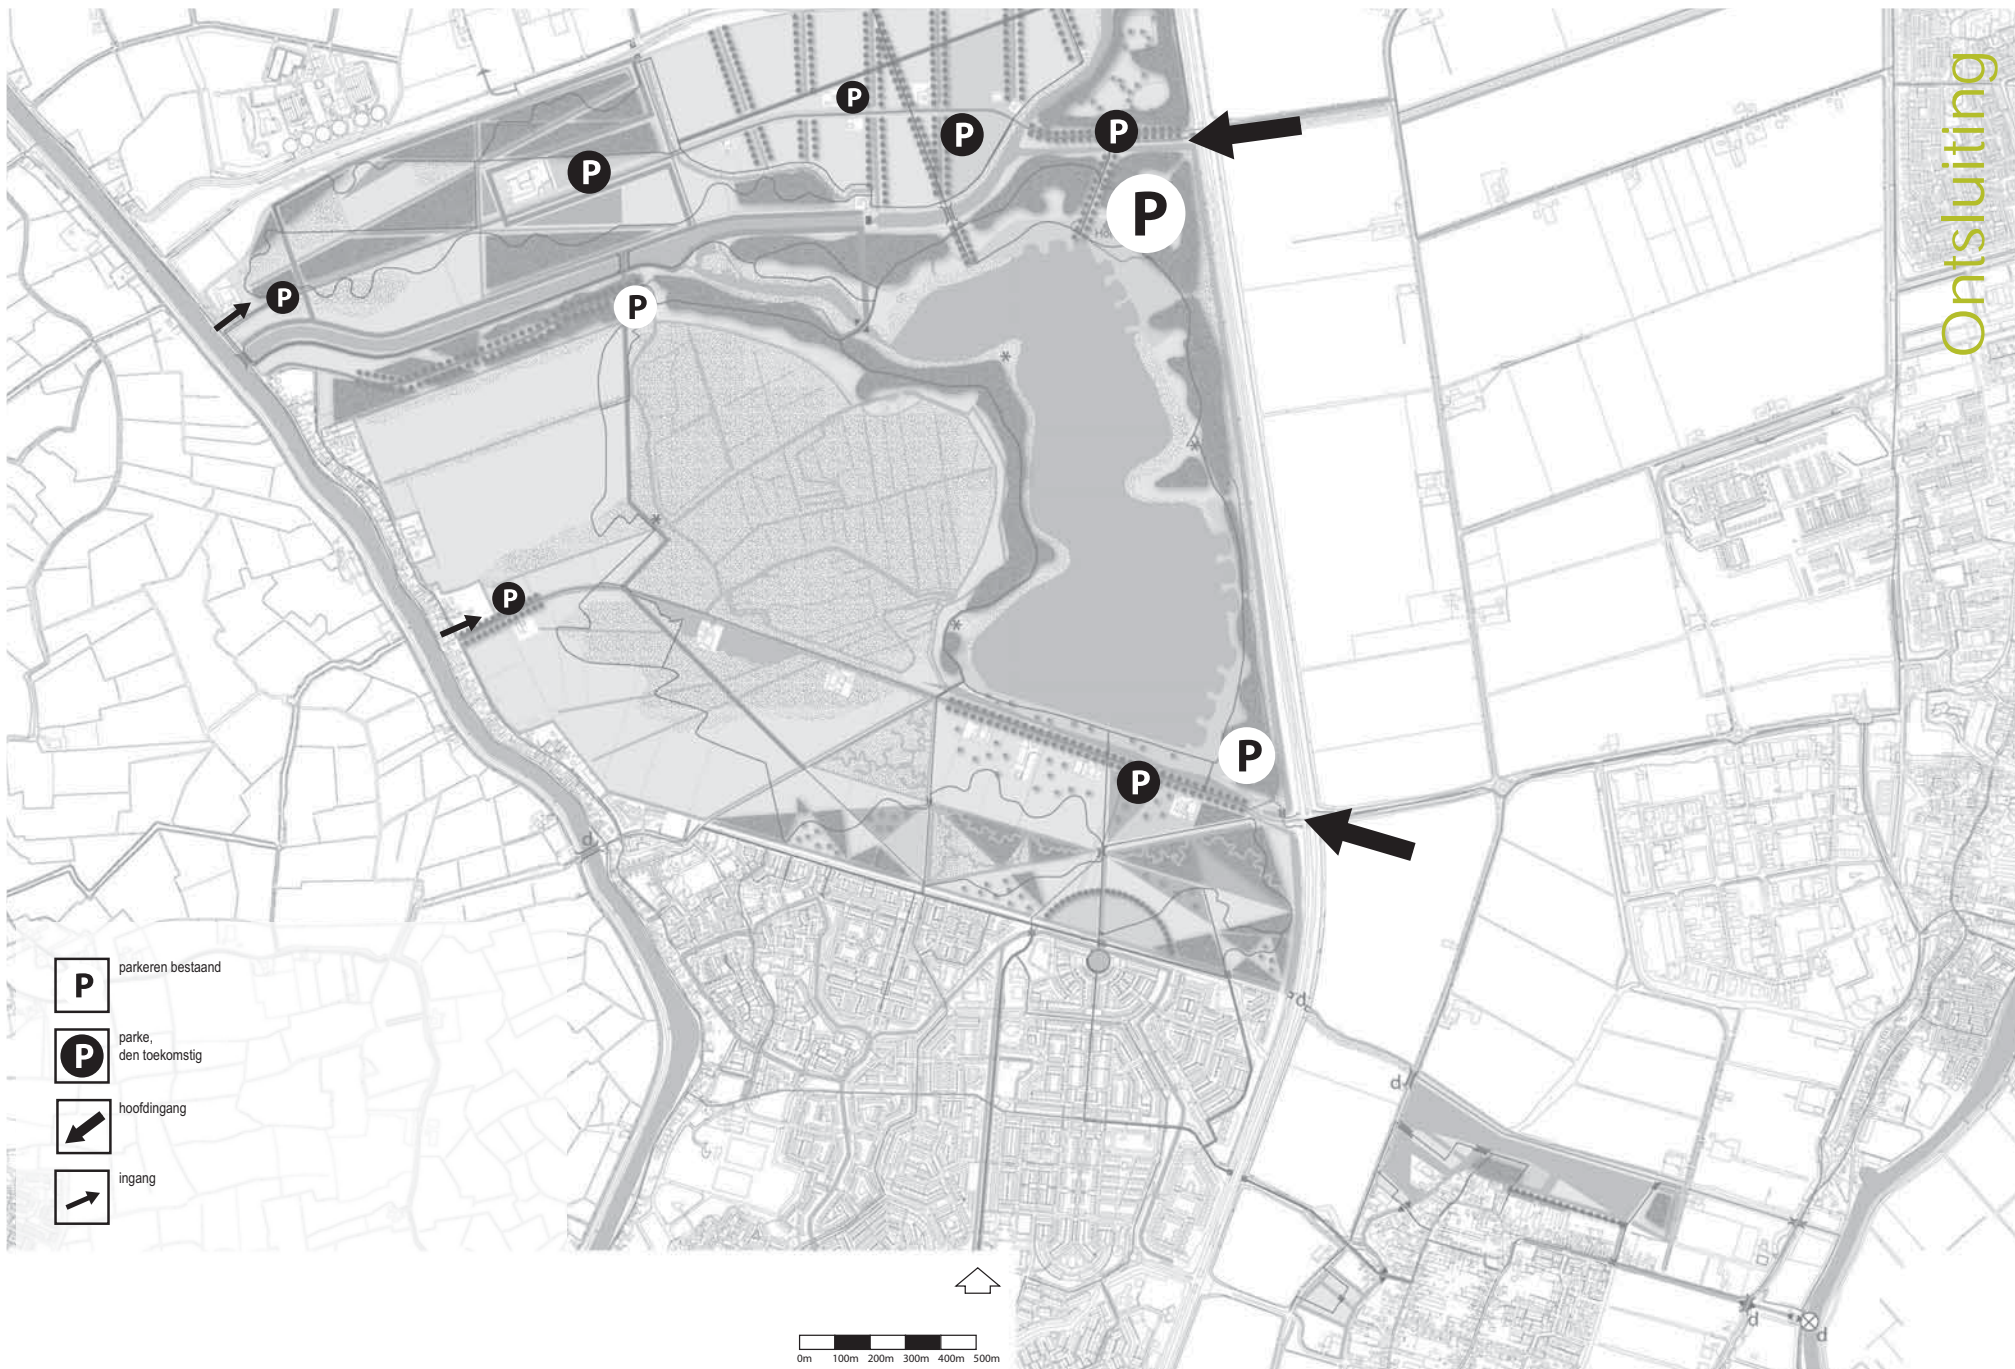 Ontsluiting
P
P
P
P
P
P
P
P
P
P
P
d
d
d
d
d
P parkeren bestaand
P parke,
den toekomstig
hoofdingang
ingang
0m 100m 200m 300m 400m 500m